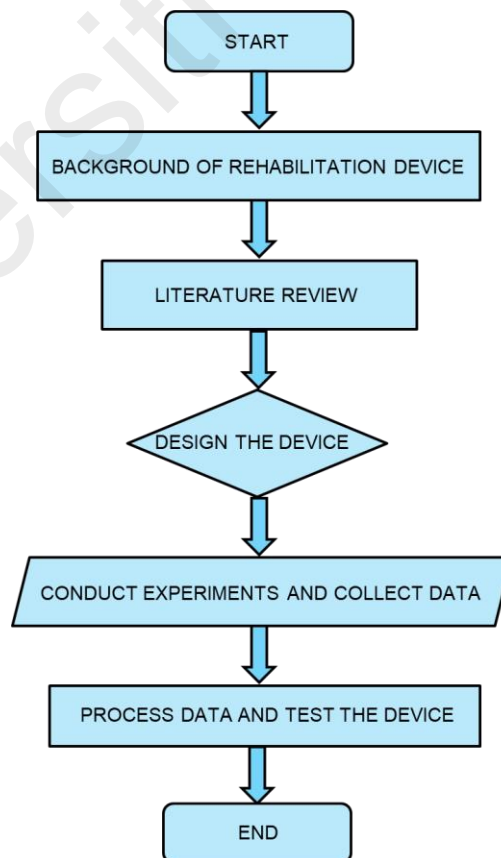 START
BACKGROUND OF REHABILITATION DEVICE
LITERATURE REVIEW
DESIGN THE DEVICE
CONDUCT EXPERIMENTS AND COLLECT DATA
PROCESS DATA AND TEST THE DEVICE
END